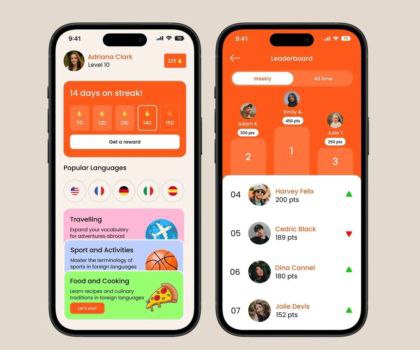 9:41
Adriana Clark
Level 10
325
14 days on streak!
110
120
130
140
150
Get a reward!
Popular Languages
Travelling
Expand your vocabulary
for adventures abroad
Sport and Activities
Master the terminology of
sports in foreign languages
Food and Cooking
Learn recipes and culinary
traditions in foreign languages
Let's start
9:41
Leaderboard
Weekly
All time
Emily A.
450 pts
Adam K.
300 pts
Julia T.
250 pts
2
1
3
04
Harvey Felix
200 pts
05
Cedric Black
189 pts
06
Dina Cannel
180 pts
07
Jolie Devis
152 pts